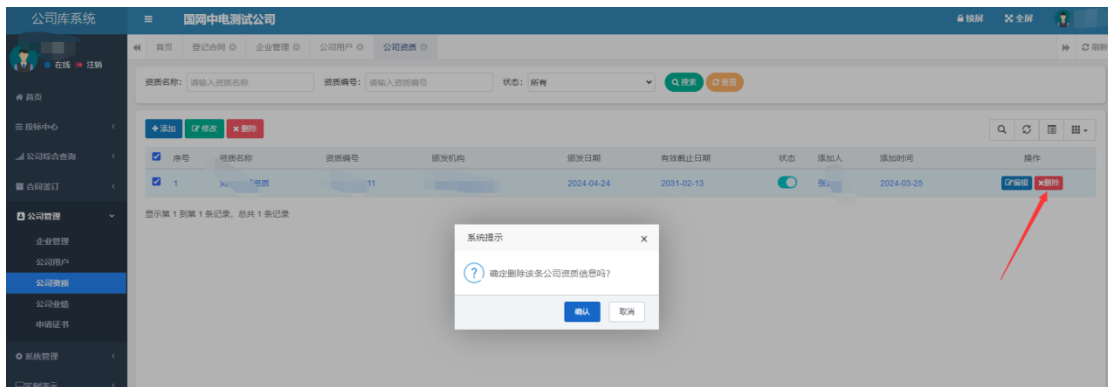 公司库系统 国网中电测试公司 锁屏 全屏
在线 注销 首页 登记合同 企业管理 公司用户 公司资质 刷新
资质名称: 请输入资质名称 资质编号: 请输入资质编号 状态: 所有 搜索 重置
首页
投标中心 添加 修改 删除
公司综合查询 序号 资质名称 资质编号 颁发机构 颁发日期 有效截止日期 状态 添加人 添加时间 操作
合同签订 1 资质 11 2024-04-24 2031-02-13 张 2024-03-25 编辑 删除
公司管理 显示第 1 到第 1 条记录，总共 1 条记录
企业管理 系统提示
公司用户
公司资质 确定删除该条公司资质信息吗?
公司业绩 确认 取消
申请证书
系统管理
实例演示